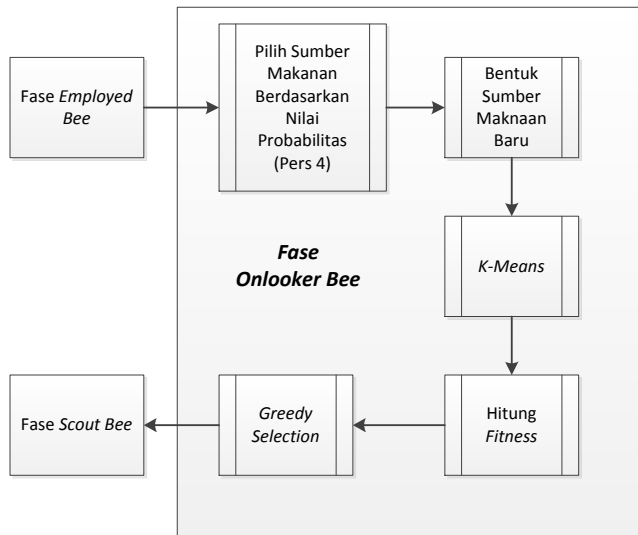 Fase Employed Bee
Pilih Sumber
Makanan
Berdasarkan
Nilai
Probabilitas
(Pers 4)
Bentuk
Sumber
Maknaan
Baru
K-Means
Fase
Onlooker Bee
Hitung
Fitness
Greedy
Selection
Fase Scout Bee